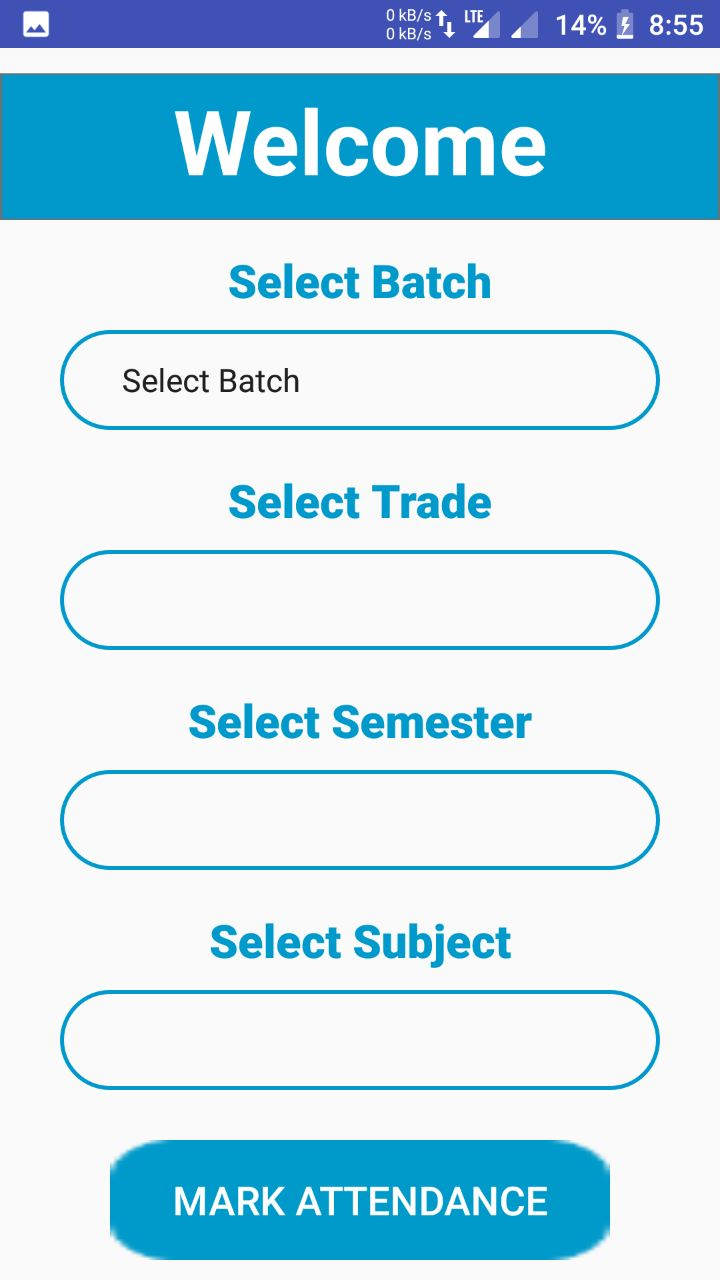 0 kB/s
0 kB/s
LTE
14%
8:55
Welcome
Select Batch
Select Batch
Select Trade
Select Semester
Select Subject
MARK ATTENDANCE